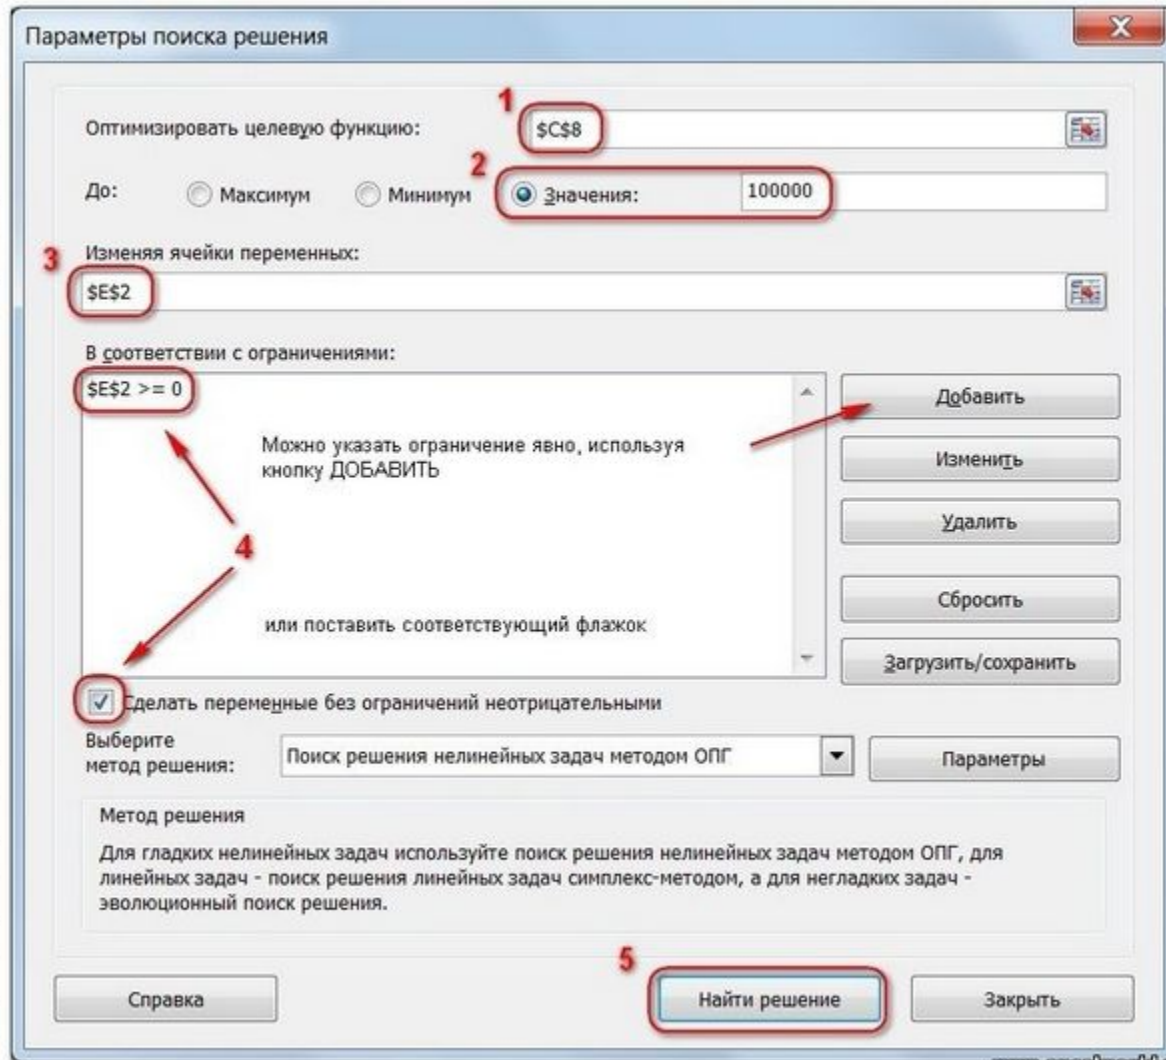 Параметры поиска решения
1
Оптимизировать целевую функцию: $C$8
2
До: Максимум Минимум Значения: 100000
Изменяя ячейки переменных:
3
$E$2
В соответствии с ограничениями:
$E$2 >= 0
Добавить
Можно указать ограничение явно, используя
кнопку ДОБАВИТЬ
Изменить
Удалить
4
Сбросить
или поставить соответствующий флажок
Загрузить/сохранить
Сделать переменные без ограничений неотрицательными
Выберите
метод решения:
Поиск решения нелинейных задач методом ОПГ
Параметры
Метод решения
Для гладких нелинейных задач используйте поиск решения нелинейных задач методом ОПГ, для
линейных задач - поиск решения линейных задач симплекс-методом, а для негладких задач -
эволюционный поиск решения.
5
Справка Найти решение Закрыть